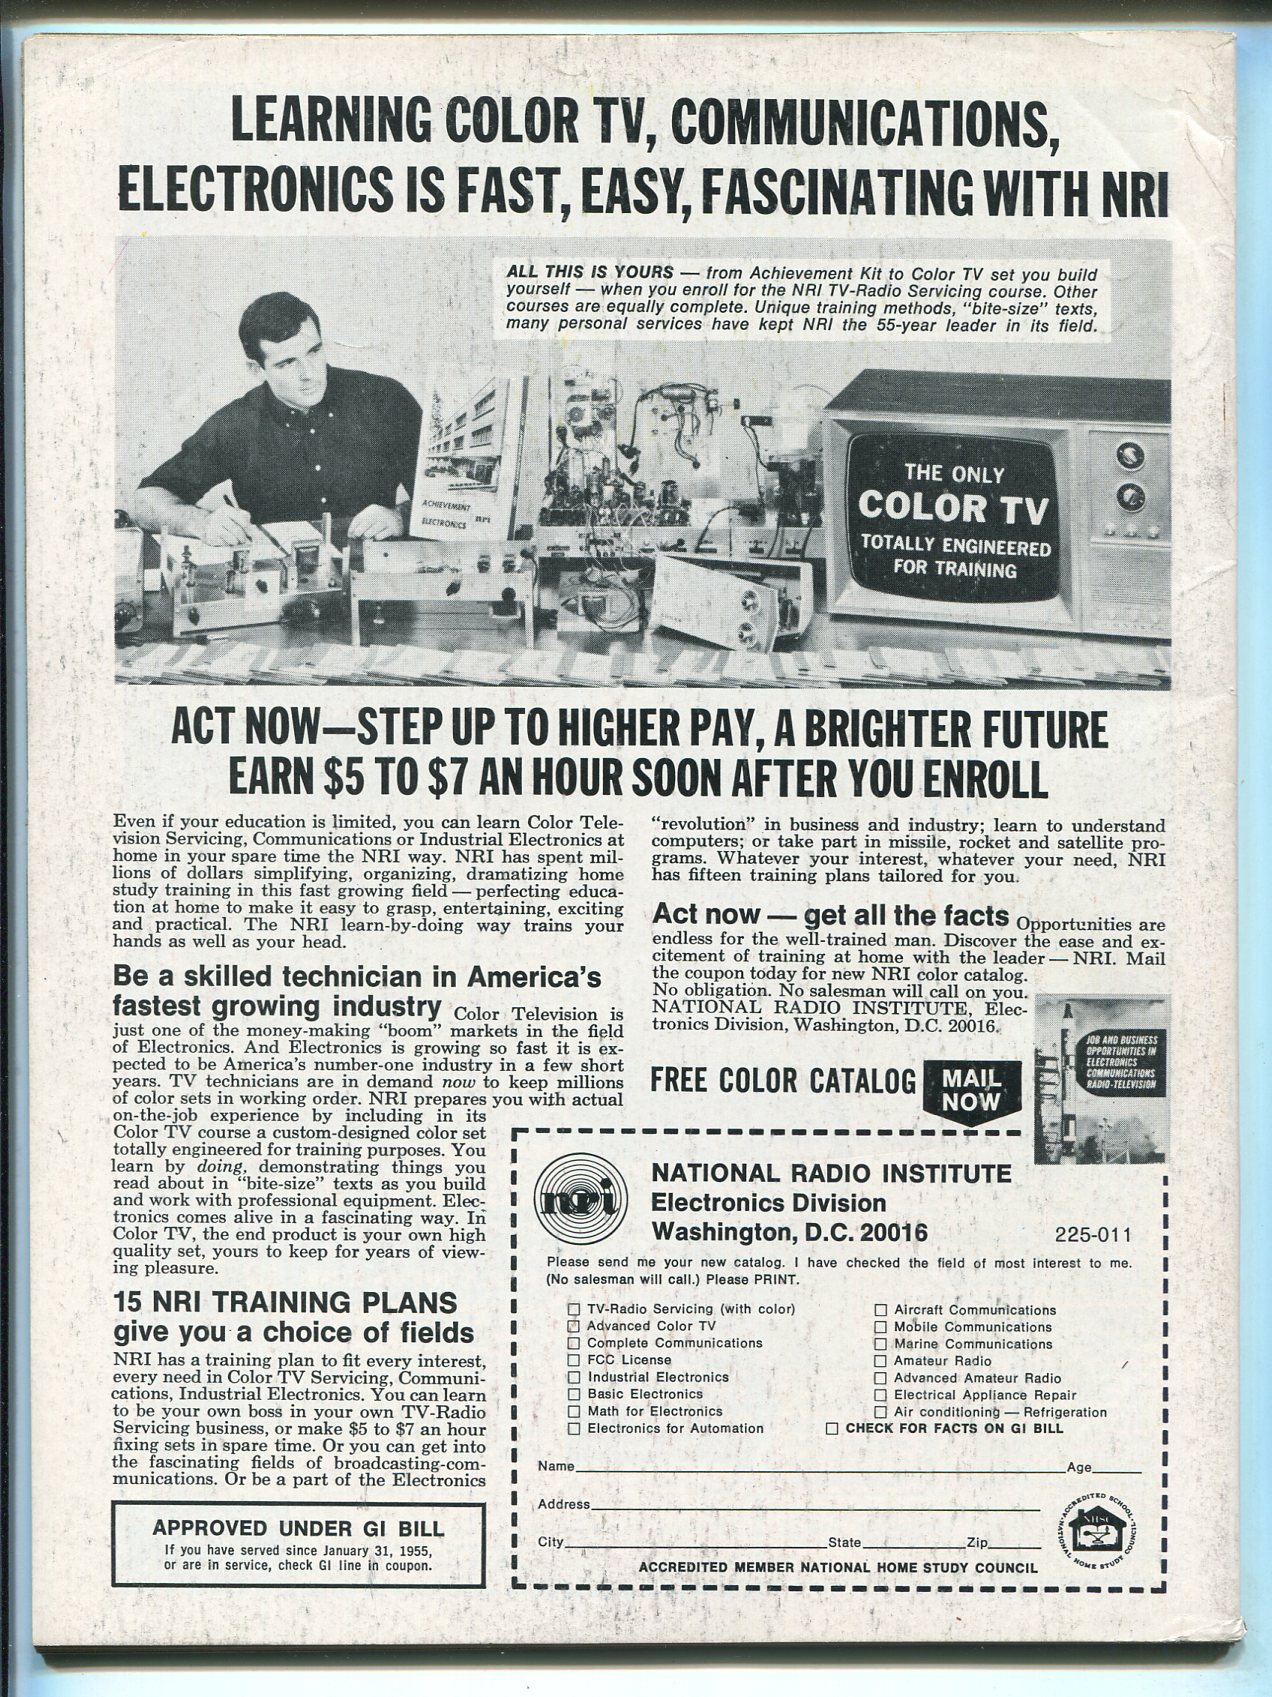 LEARNING COLOR TV, COMMUNICATIONS,
ELECTRONICS IS FAST, EASY, FASCINATING WITH NRI
ALL THIS IS YOURS — from Achievement Kit to Color TV set you build
yourself — when you enroll for the NRI TV-Radio Servicing course. Other
courses are equally complete. Unique training methods, "bite-size" texts,
many personal services have kept NRI the 55-year leader in its field.
ACHIEVEMENT
ELECTRONICS nri
THE ONLY
COLOR TV
TOTALLY ENGINEERED
FOR TRAINING
ACT NOW—STEP UP TO HIGHER PAY, A BRIGHTER FUTURE
EARN $5 TO $7 AN HOUR SOON AFTER YOU ENROLL
Even if your education is limited, you can learn Color Tele-
vision Servicing, Communications or Industrial Electronics at
home in your spare time the NRI way. NRI has spent mil-
lions of dollars simplifying, organizing, dramatizing home
study training in this fast growing field — perfecting educa-
tion at home to make it easy to grasp, entertaining, exciting
and practical. The NRI learn-by-doing way trains your
hands as well as your head.
Be a skilled technician in America's
fastest growing industry Color Television is
just one of the money-making "boom" markets in the field
of Electronics. And Electronics is growing so fast it is ex-
pected to be America's number-one industry in a few short
years. TV technicians are in demand now to keep millions
of color sets in working order. NRI prepares you with actual
on-the-job experience by including in its
Color TV course a custom-designed color set
totally engineered for training purposes. You
learn by doing, demonstrating things you
read about in "bite-size" texts as you build
and work with professional equipment. Elec-
tronics comes alive in a fascinating way. In
Color TV, the end product is your own high
quality set, yours to keep for years of view-
ing pleasure.
15 NRI TRAINING PLANS
give you a choice of fields
NRI has a training plan to fit every interest,
every need in Color TV Servicing, Communi-
cations, Industrial Electronics. You can learn
to be your own boss in your own TV-Radio
Servicing business, or make $5 to $7 an hour
fixing sets in spare time. Or you can get into
the fascinating fields of broadcasting-com-
munications. Or be a part of the Electronics
APPROVED UNDER GI BILL
If you have served since January 31, 1955,
or are in service, check GI line in coupon.
"revolution" in business and industry; learn to understand
computers; or take part in missile, rocket and satellite pro-
grams. Whatever your interest, whatever your need, NRI
has fifteen training plans tailored for you.
Act now — get all the facts Opportunities are
endless for the well-trained man. Discover the ease and ex-
citement of training at home with the leader — NRI. Mail
the coupon today for new NRI color catalog.
No obligation. No salesman will call on you.
NATIONAL RADIO INSTITUTE, Elec-
tronics Division, Washington, D.C. 20016.
JOB AND BUSINESS
OPPORTUNITIES IN
ELECTRONICS
COMMUNICATIONS
RADIO-TELEVISION
FREE COLOR CATALOG
MAIL
NOW
nri
NATIONAL RADIO INSTITUTE
Electronics Division
Washington, D.C. 20016 225-011
Please send me your new catalog. I have checked the field of most interest to me.
(No salesman will call.) Please PRINT.
TV-Radio Servicing (with color)
Advanced Color TV
Complete Communications
FCC License
Industrial Electronics
Basic Electronics
Math for Electronics
Electronics for Automation
Aircraft Communications
Mobile Communications
Marine Communications
Amateur Radio
Advanced Amateur Radio
Electrical Appliance Repair
Air conditioning — Refrigeration
CHECK FOR FACTS ON GI BILL
Name Age
Address
City State Zip
ACCREDITED MEMBER NATIONAL HOME STUDY COUNCIL
ACCREDITED SCHOOL
NATIONAL HOME STUDY COUNCIL
NHSC